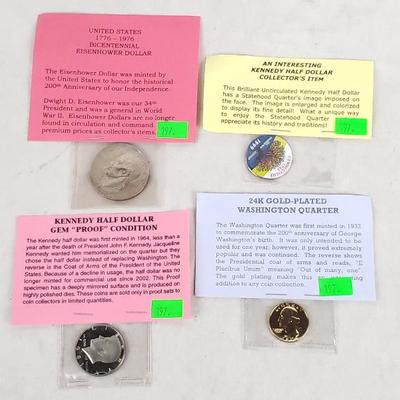 UNITED STATES
1776 - 1976
BICENTENNIAL
EISENHOWER DOLLAR
The Eisenhower Dollar was minted by
the United States to honor the historical
200th Anniversary of our Independence.
Dwight D. Eisenhower was our 34th
President and was a general in World
War II. Eisenhower Dollars are no longer
found in circulation and command
premium prices as collector's items.
197.
AN INTERESTING
KENNEDY HALF DOLLAR
COLLECTOR'S ITEM
This Brilliant Uncirculated Kennedy Half Dollar
has a Statehood Quarter's image imposed on
the face. The image is enlarged and colorized
to display its fine details. What a unique way
to enjoy the Statehood Quarter
appreciate its history and traditions!
197.
KENNEDY HALF DOLLAR
GEM "PROOF" CONDITION
The Kennedy half dollar was first minted in 1964, less than a
year after the death of President John F. Kennedy. Jacqueline
Kennedy wanted him memorialized on the quarter but they
chose the half dollar instead of replacing Washington. The
reverse is the Coat of Arms of the President of the United
States. Because of a decline in usage, the half dollar was no
longer minted for commercial use since 2002. This Proof
specimen has a deeply mirrored surface and is produced on
highly polished dies. These coins are sold only in proof sets to
coin collectors in limited quantities.
197.
24K GOLD-PLATED
WASHINGTON QUARTER
The Washington Quarter was first minted in 1932
to commemorate the 200th anniversary of George
Washington's birth. It was only intended to be
used for one year; however, it proved extremely
popular and was continued. The reverse shows
the Presidential coat of arms and reads, "E
Pluribus Unum" meaning "Out of many, one".
The gold plating makes this an interesting
addition to any coin collection.
197.